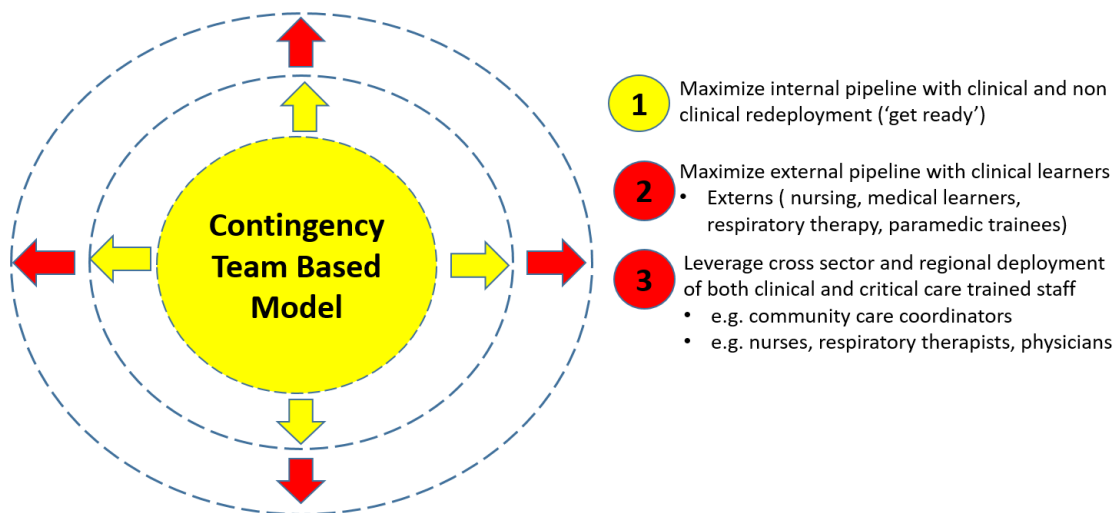 Contingency
Team Based
Model
1
Maximize internal pipeline with clinical and non
clinical redeployment (‘get ready’)
2
Maximize external pipeline with clinical learners
• Externs ( nursing, medical learners,
respiratory therapy, paramedic trainees)
3
Leverage cross sector and regional deployment
of both clinical and critical care trained staff
• e.g. community care coordinators
• e.g. nurses, respiratory therapists, physicians